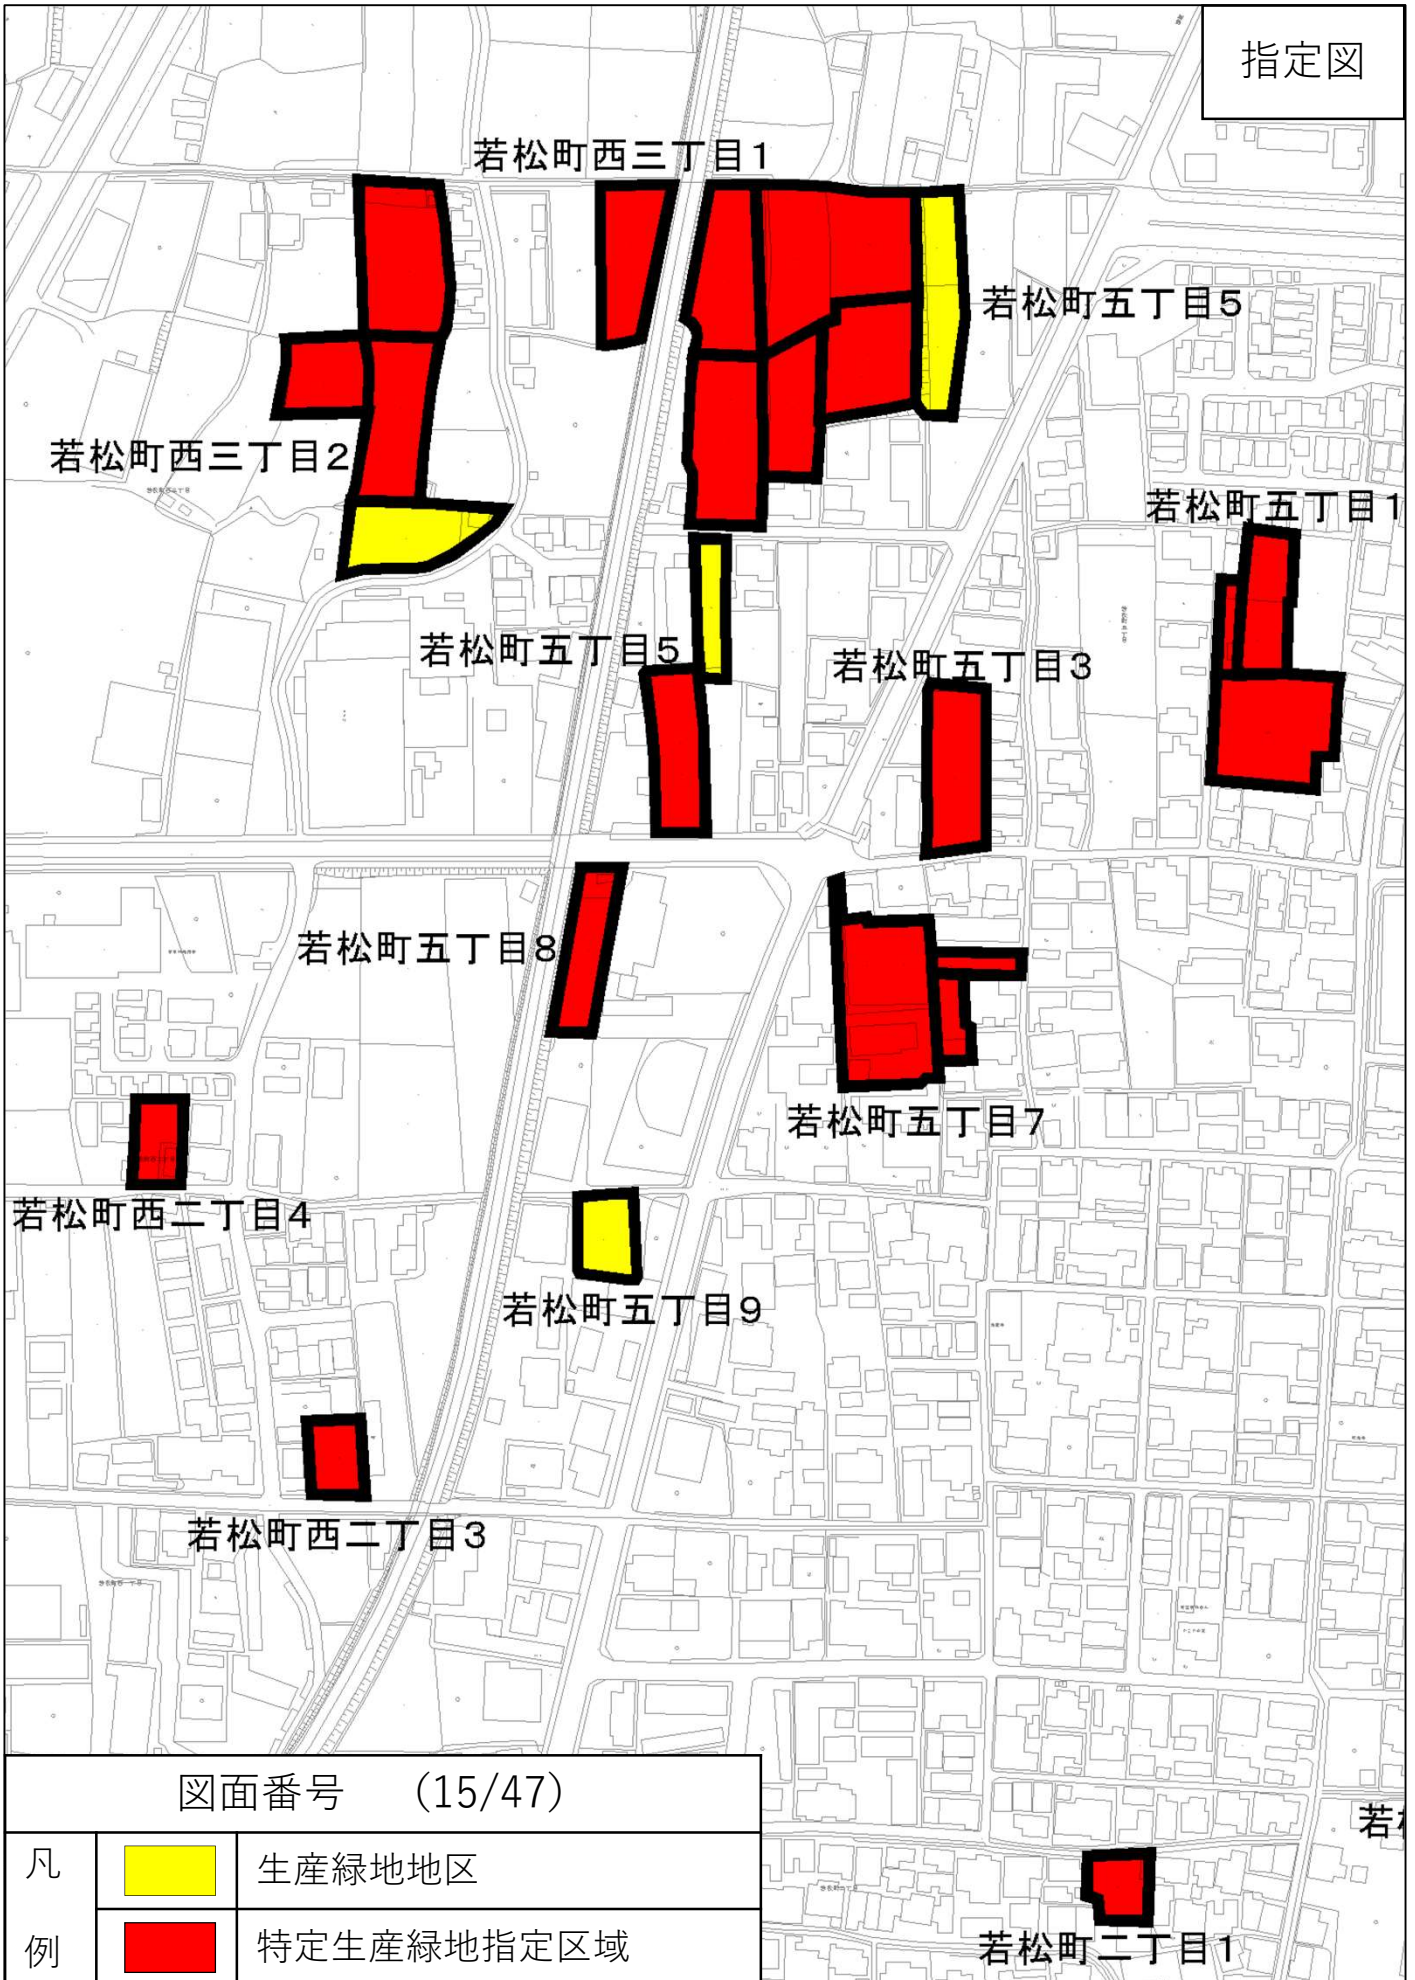 指定図
若松町西三丁目1
若松町五丁目5
若松町西三丁目2
若松町五丁目1
若松町五丁目5
若松町五丁目3
若松町五丁目8
若松町五丁目7
若松町西二丁目4
若松町五丁目9
若松町西二丁目3
図面番号 (15/47)
若
凡例
生産緑地地区
特定生産緑地指定区域
若松町二丁目1